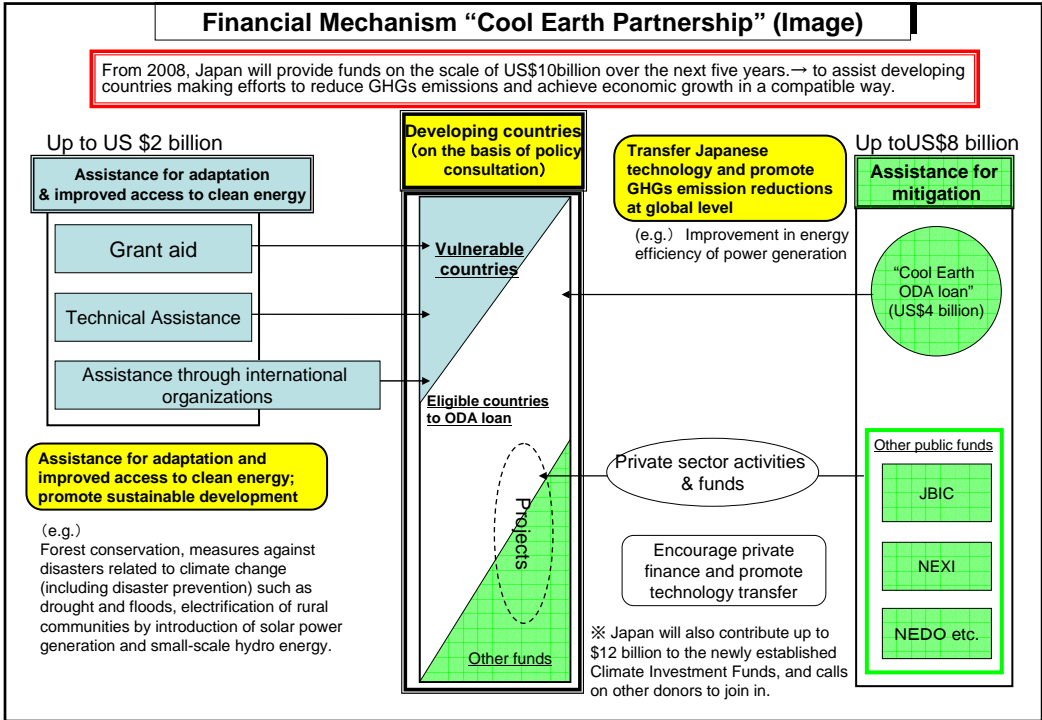 Financial Mechanism “Cool Earth Partnership” (Image)
From 2008, Japan will provide funds on the scale of US$10billion over the next five years.→ to assist developing
countries making efforts to reduce GHGs emissions and achieve economic growth in a compatible way.
Up to US $2 billion
Assistance for adaptation
& improved access to clean energy
Grant aid
Technical Assistance
Assistance through international
organizations
Assistance for adaptation and
improved access to clean energy;
promote sustainable development
（e.g.）
Forest conservation, measures against
disasters related to climate change
(including disaster prevention) such as
drought and floods, electrification of rural
communities by introduction of solar power
generation and small-scale hydro energy.
Developing countries
（on the basis of policy
consultation）
Vulnerable
countries
Eligible countries
to ODA loan
Projects
Other funds
Transfer Japanese
technology and promote
GHGs emission reductions
at global level
(e.g.） Improvement in energy
efficiency of power generation
Private sector activities
& funds
Encourage private
finance and promote
technology transfer
※ Japan will also contribute up to
$12 billion to the newly established
Climate Investment Funds, and calls
on other donors to join in.
Up toUS$8 billion
Assistance for
mitigation
“Cool Earth
ODA loan”
(US$4 billion)
Other public funds
JBIC
NEXI
NEDO etc.